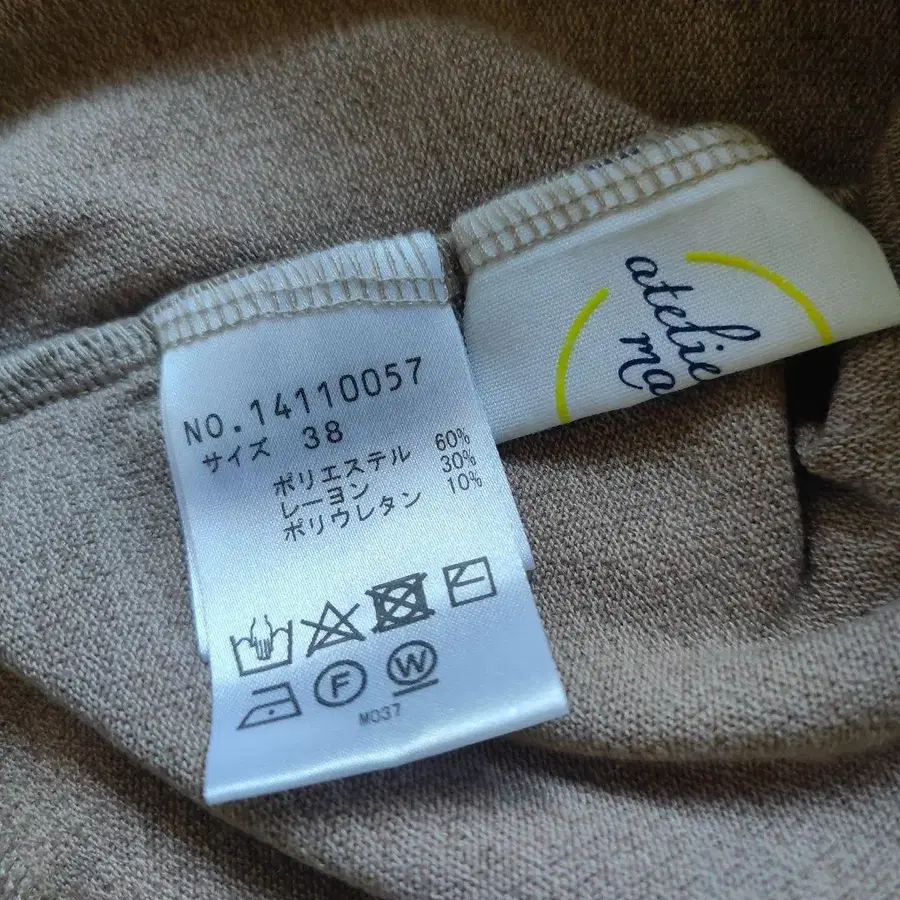 NO.14110057
サイズ 38
ポリエステル 60%
レーヨン 30%
ポリウレタン 10%
F
W
M037
atelie
ma